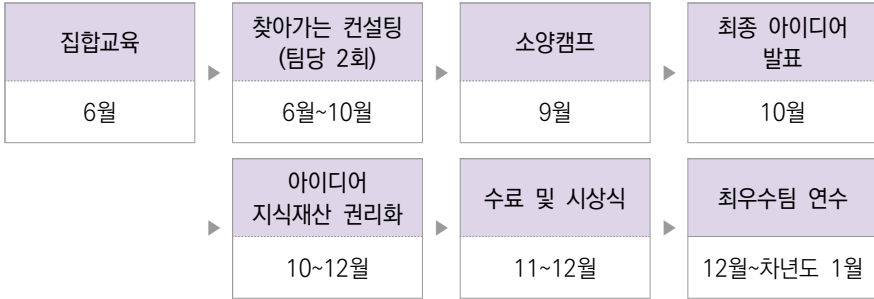 집합교육
6월
찾아가는 컨설팅
(팀당 2회)
6월~10월
소양캠프
9월
최종 아이디어
발표
10월
아이디어
지식재산 권리화
10~12월
수료 및 시상식
11~12월
최우수팀 연수
12월~차년도 1월